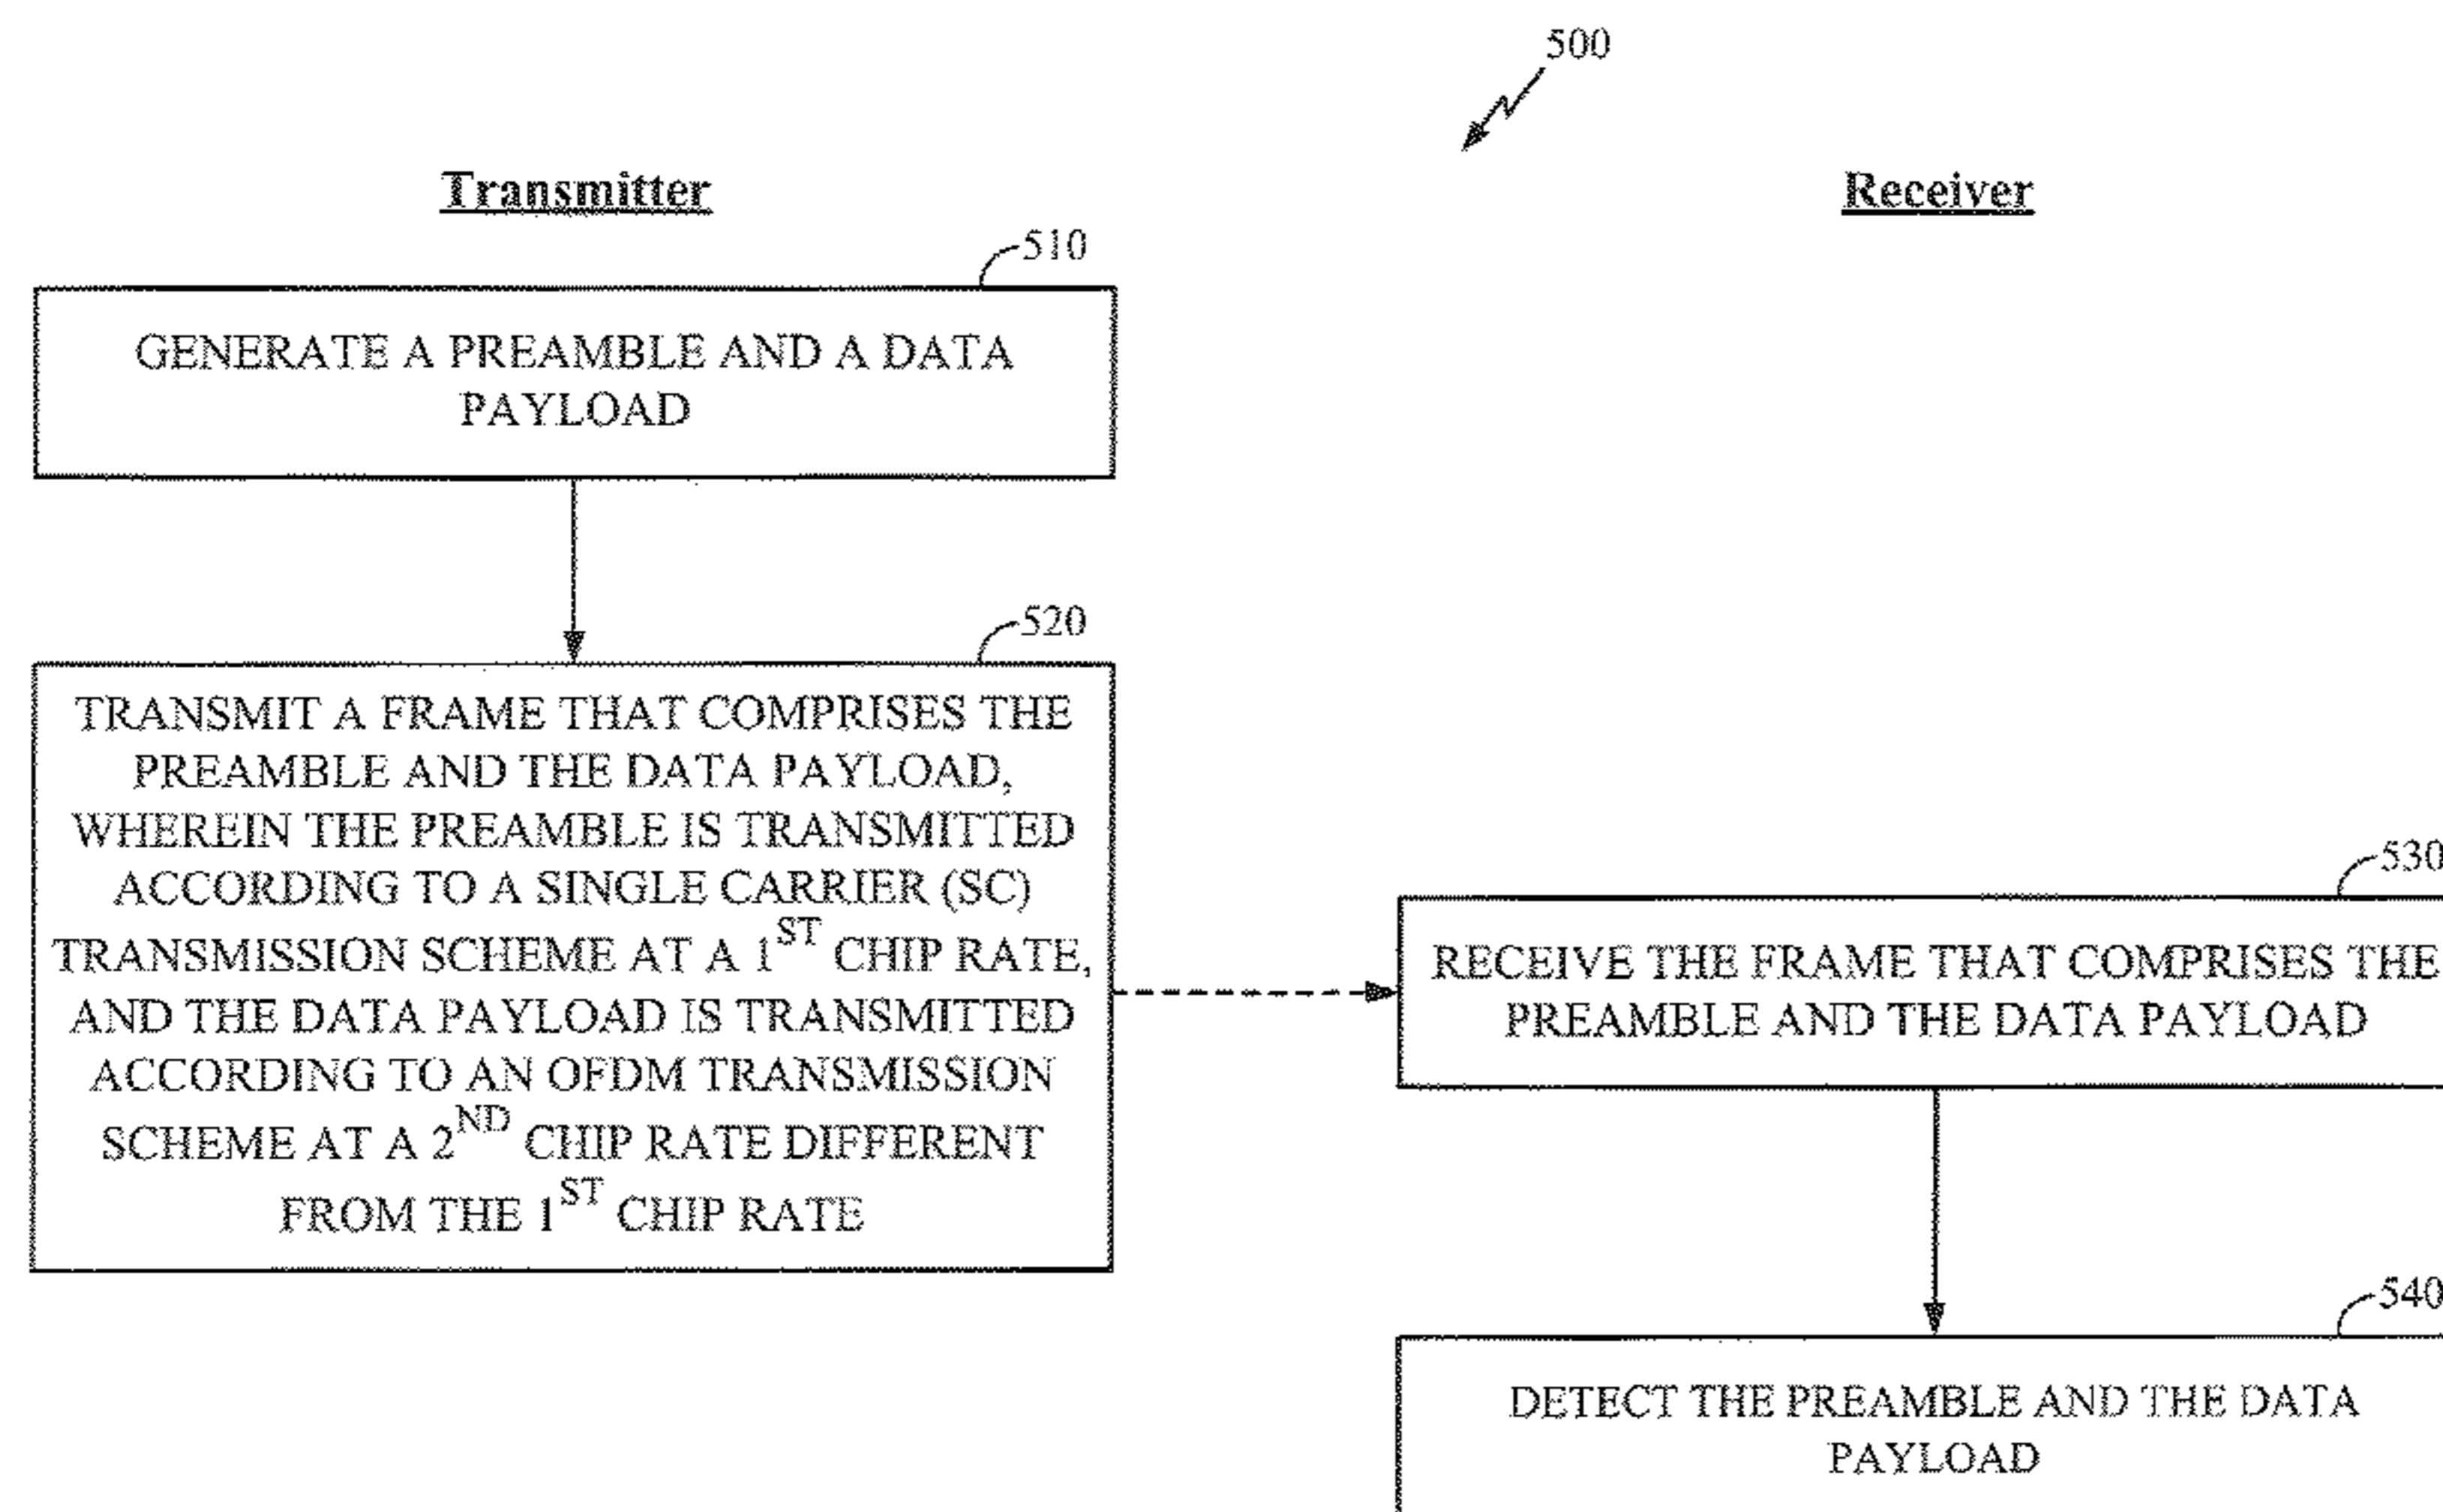 500
Transmitter
Receiver
510
GENERATE A PREAMBLE AND A DATA
PAYLOAD
520
TRANSMIT A FRAME THAT COMPRISES THE
PREAMBLE AND THE DATA PAYLOAD,
WHEREIN THE PREAMBLE IS TRANSMITTED
ACCORDING TO A SINGLE CARRIER (SC)
TRANSMISSION SCHEME AT A 1ST CHIP RATE,
AND THE DATA PAYLOAD IS TRANSMITTED
ACCORDING TO AN OFDM TRANSMISSION
SCHEME AT A 2ND CHIP RATE DIFFERENT
FROM THE 1ST CHIP RATE
530
RECEIVE THE FRAME THAT COMPRISES THE
PREAMBLE AND THE DATA PAYLOAD
540
DETECT THE PREAMBLE AND THE DATA
PAYLOAD